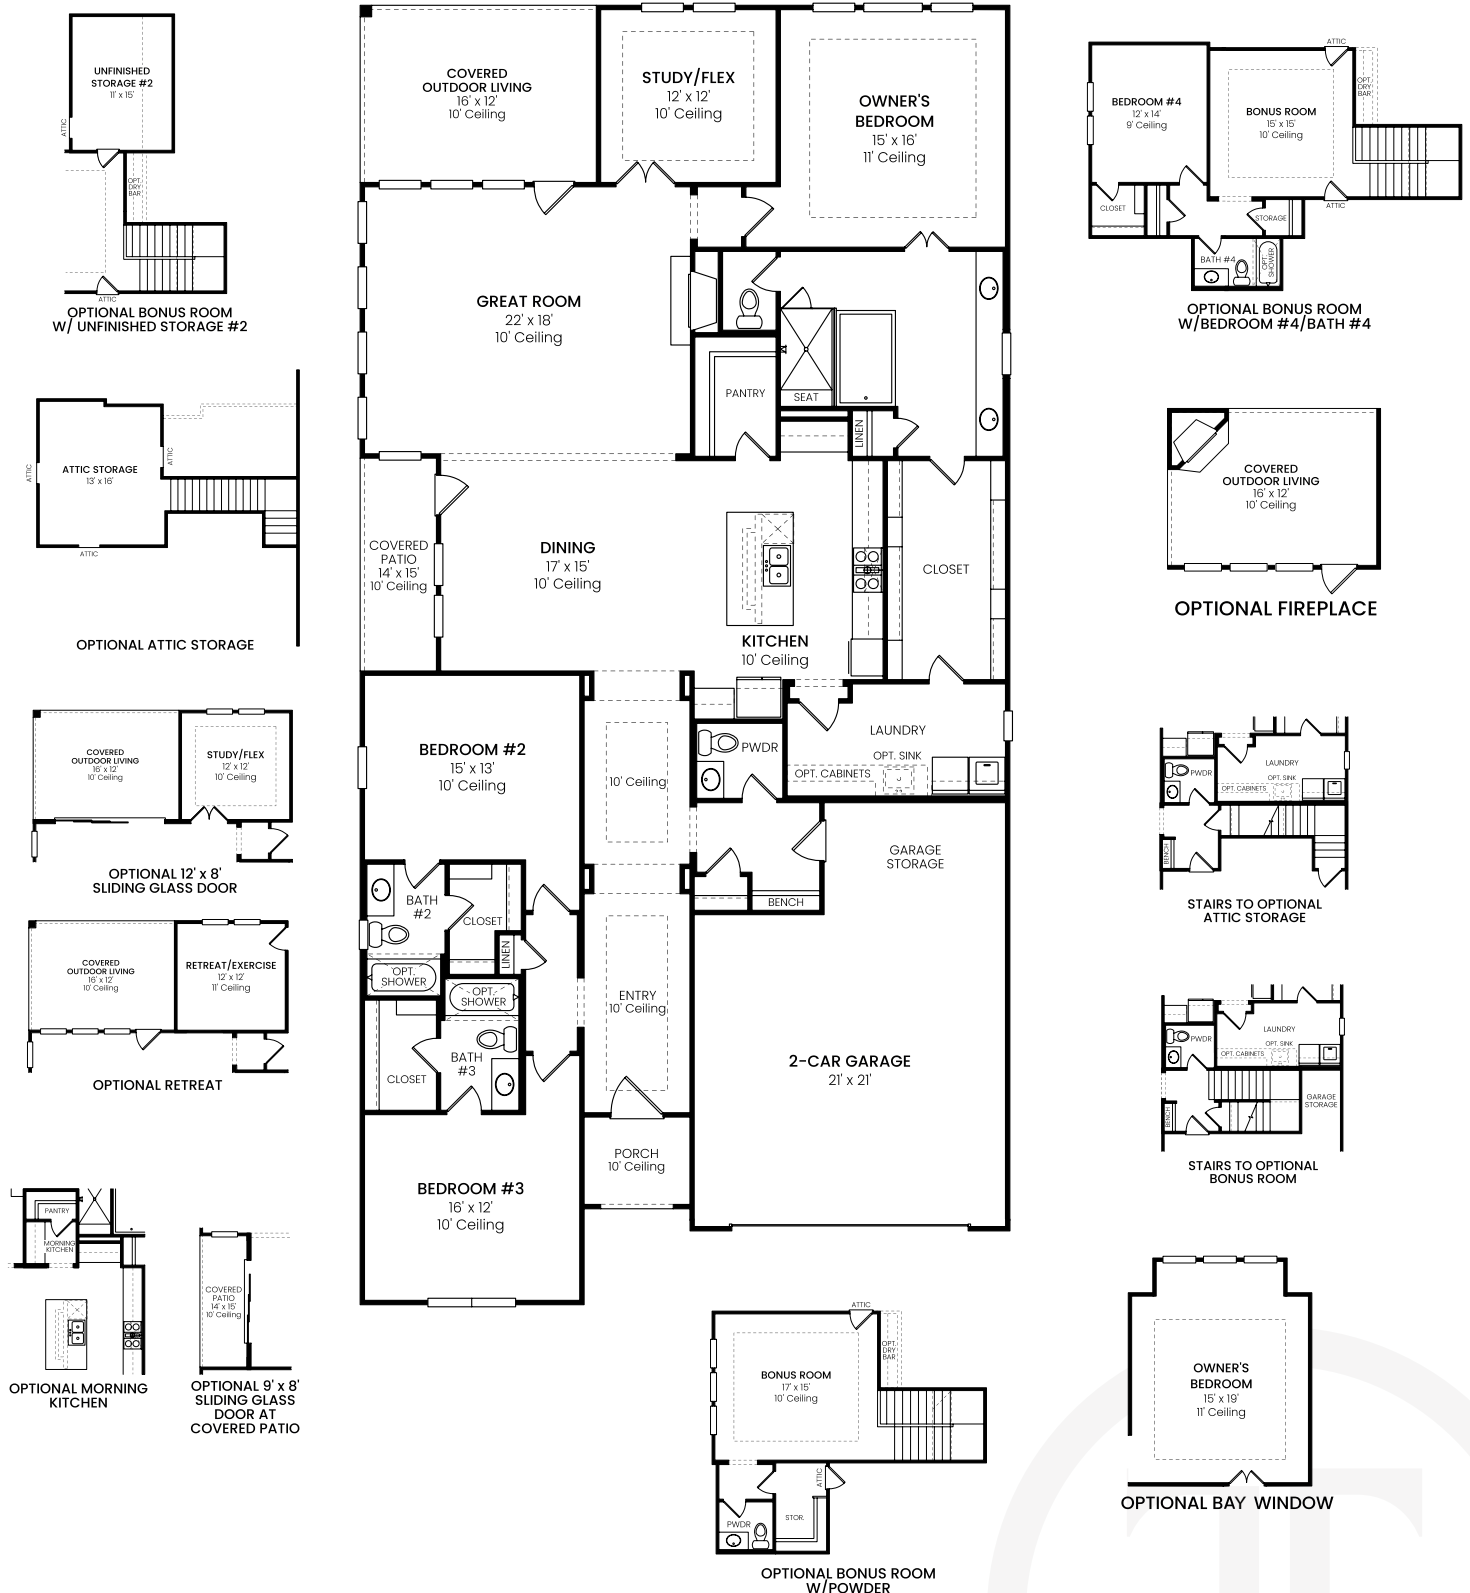 UNFINISHED
STORAGE #2
11' x 15'
ATTIC
OPT.
DRY
BAR
ATTIC
OPTIONAL BONUS ROOM
W/ UNFINISHED STORAGE #2
COVERED
OUTDOOR LIVING
16' x 12'
10' Ceiling
STUDY/FLEX
12' x 12'
10' Ceiling
OWNER'S
BEDROOM
15' x 16'
11' Ceiling
GREAT ROOM
22' x 18'
10' Ceiling
PANTRY
SEAT
LINEN
COVERED
PATIO
14' x 15'
10' Ceiling
DINING
17' x 15'
10' Ceiling
KITCHEN
10' Ceiling
CLOSET
LAUNDRY
OPT. SINK
OPT. CABINETS
PWDR
BEDROOM #2
15' x 13'
10' Ceiling
10' Ceiling
GARAGE
STORAGE
BENCH
BATH
#2
CLOSET
LINEN
OPT.
SHOWER
OPT.
SHOWER
ENTRY
10' Ceiling
BATH
#3
CLOSET
2-CAR GARAGE
21' x 21'
PORCH
10' Ceiling
BEDROOM #3
16' x 12'
10' Ceiling
ATTIC
OPT.
DRY
BAR
BEDROOM #4
12' x 14'
9' Ceiling
BONUS ROOM
15' x 15'
10' Ceiling
CLOSET
ATTIC
STORAGE
BATH #4
OPT.
SHOWER
OPTIONAL BONUS ROOM
W/BEDROOM #4/BATH #4
ATTIC
ATTIC STORAGE
13' x 16'
ATTIC
ATTIC
OPTIONAL ATTIC STORAGE
COVERED
OUTDOOR LIVING
16' x 12'
10' Ceiling
OPTIONAL FIREPLACE
COVERED
OUTDOOR LIVING
16' x 12'
10' Ceiling
STUDY/FLEX
12' x 12'
10' Ceiling
OPTIONAL 12' x 8'
SLIDING GLASS DOOR
LAUNDRY
PWDR
OPT. SINK
OPT. CABINETS
BENCH
STAIRS TO OPTIONAL
ATTIC STORAGE
COVERED
OUTDOOR LIVING
16' x 12'
10' Ceiling
RETREAT/EXERCISE
12' x 12'
11' Ceiling
OPTIONAL RETREAT
LAUNDRY
PWDR
OPT. SINK
OPT. CABINETS
GARAGE
STORAGE
BENCH
STAIRS TO OPTIONAL
BONUS ROOM
PANTRY
MORNING
KITCHEN
OPTIONAL MORNING
KITCHEN
COVERED
PATIO
14' x 15'
10' Ceiling
OPTIONAL 9' x 8'
SLIDING GLASS
DOOR AT
COVERED PATIO
ATTIC
OPT.
DRY
BAR
BONUS ROOM
17' x 15'
10' Ceiling
ATTIC
STOR.
PWDR
OPTIONAL BONUS ROOM
W/POWDER
OWNER'S
BEDROOM
15' x 19'
11' Ceiling
OPTIONAL BAY WINDOW